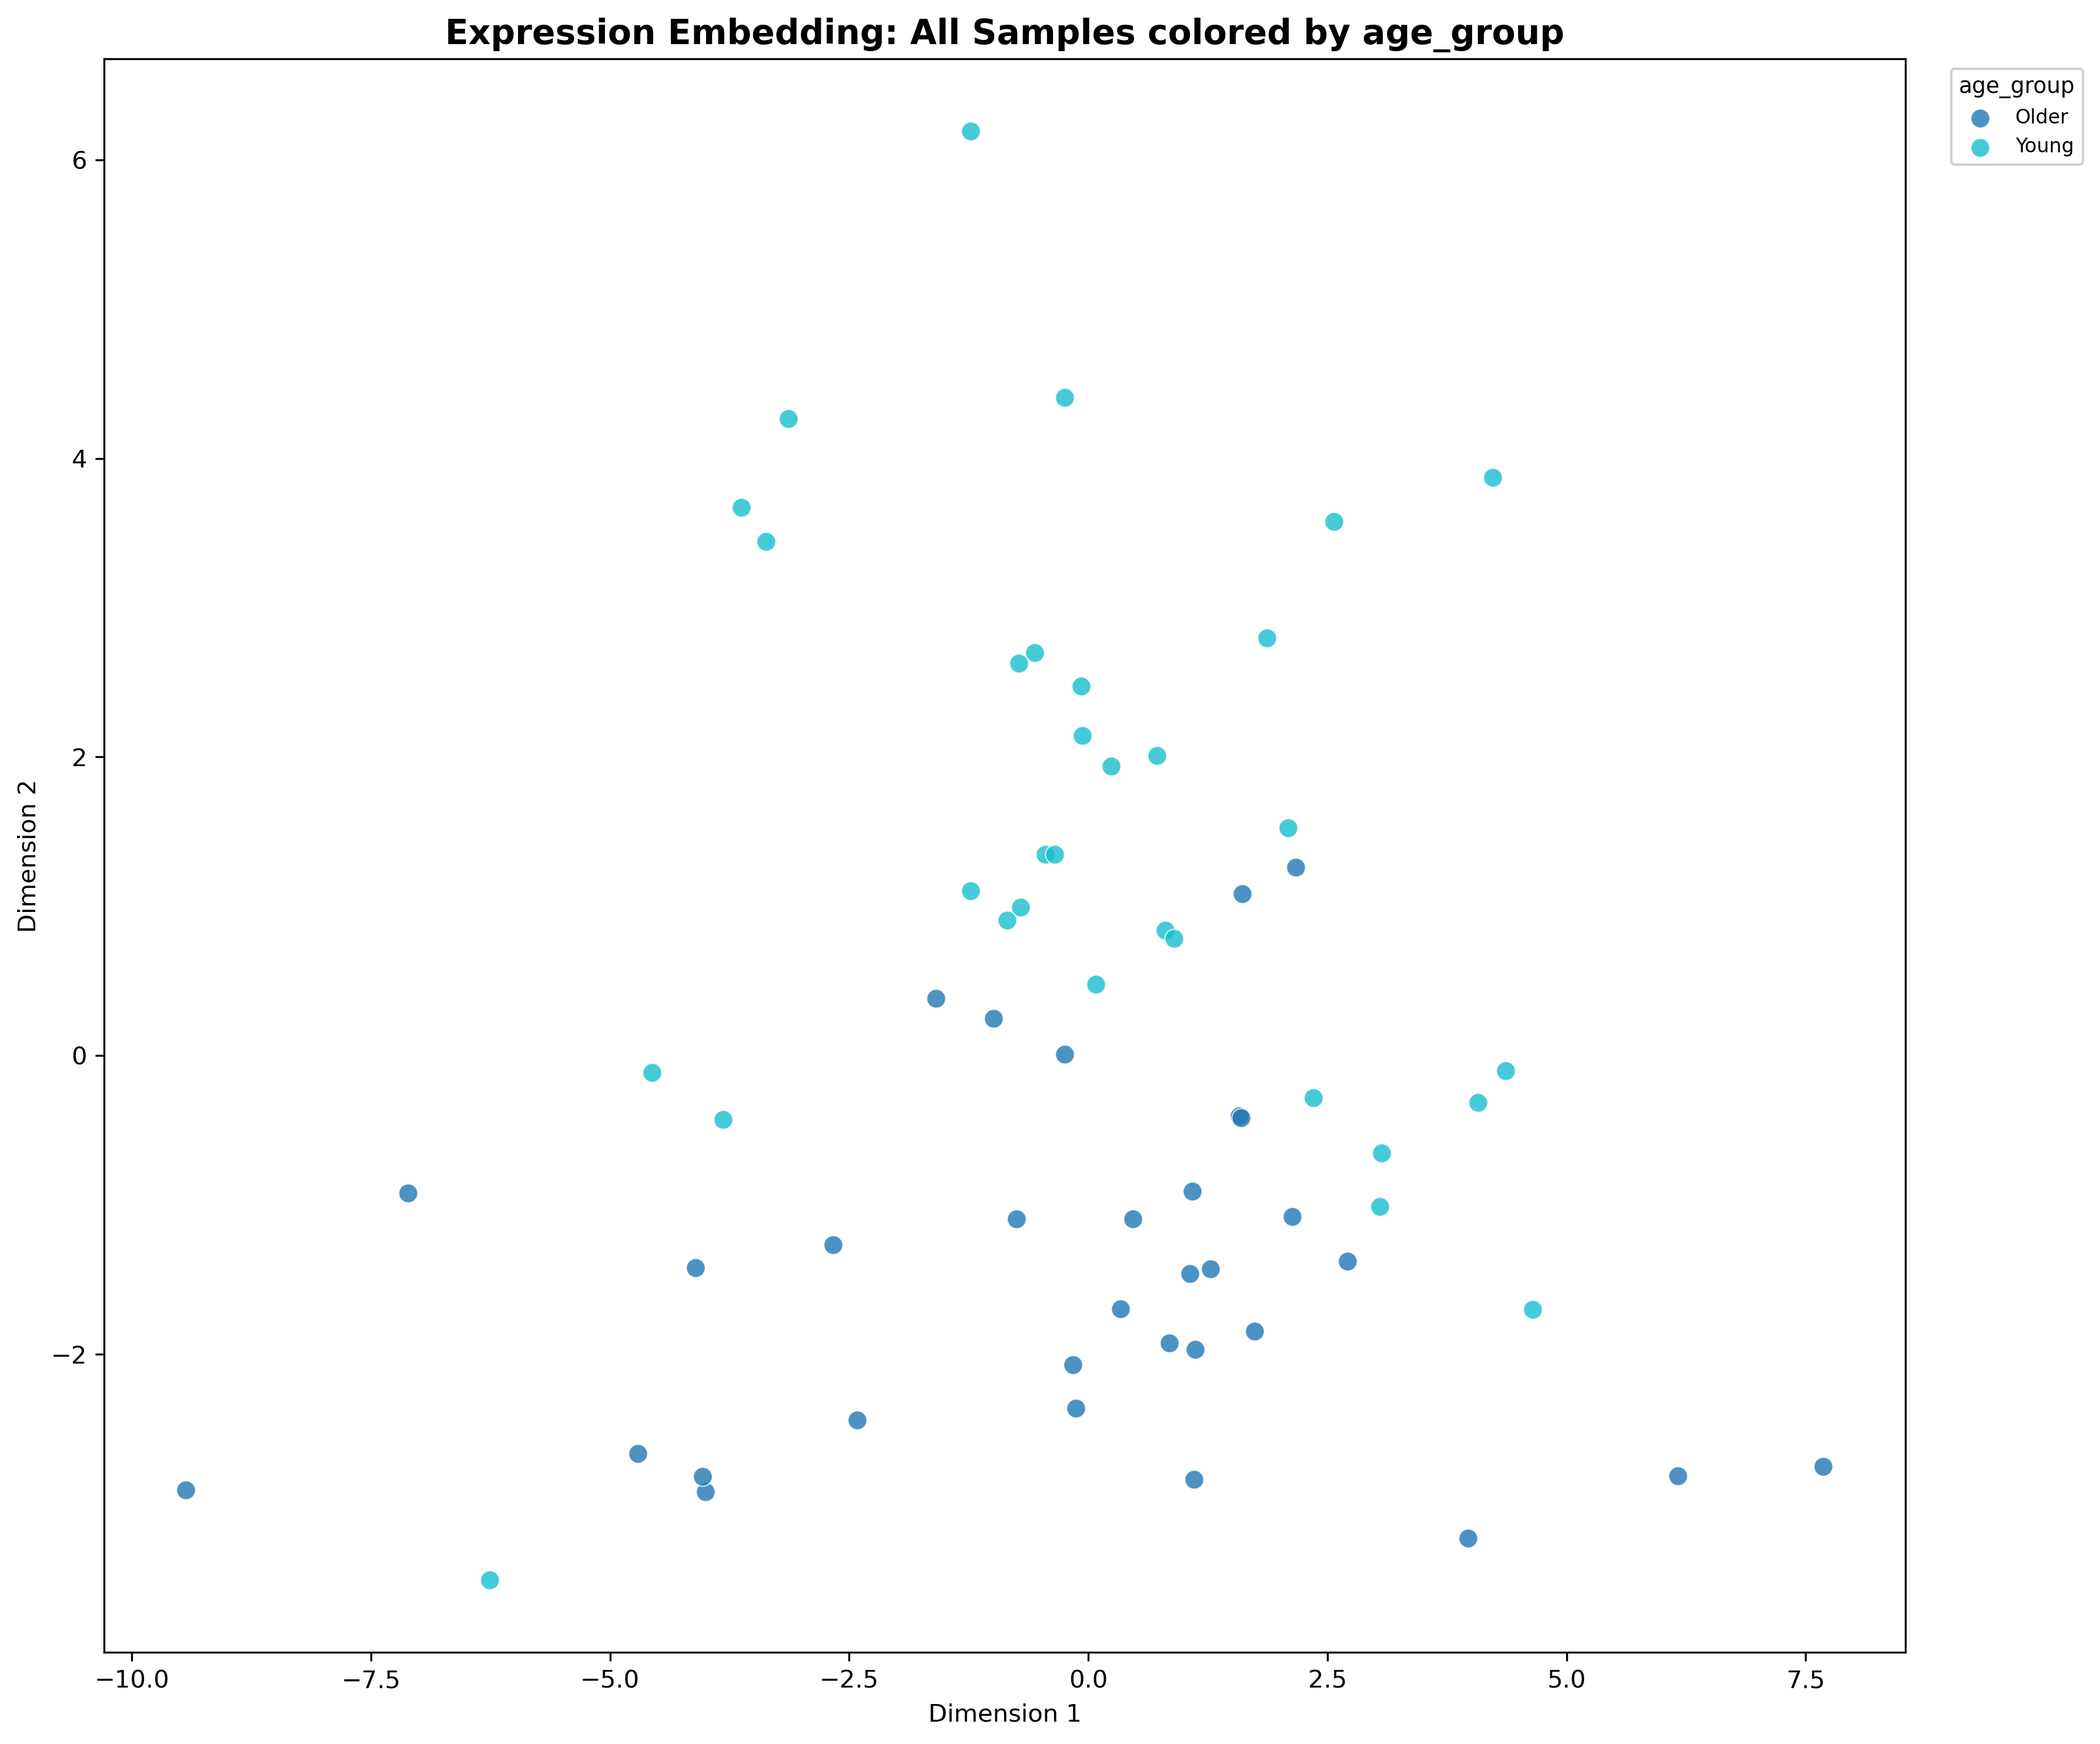 Expression Embedding: All Samples colored by age_group
age_group
Older
Young
6
4
2
0
−2
Dimension 2
−10.0 −7.5 −5.0 −2.5 0.0 2.5 5.0 7.5
Dimension 1